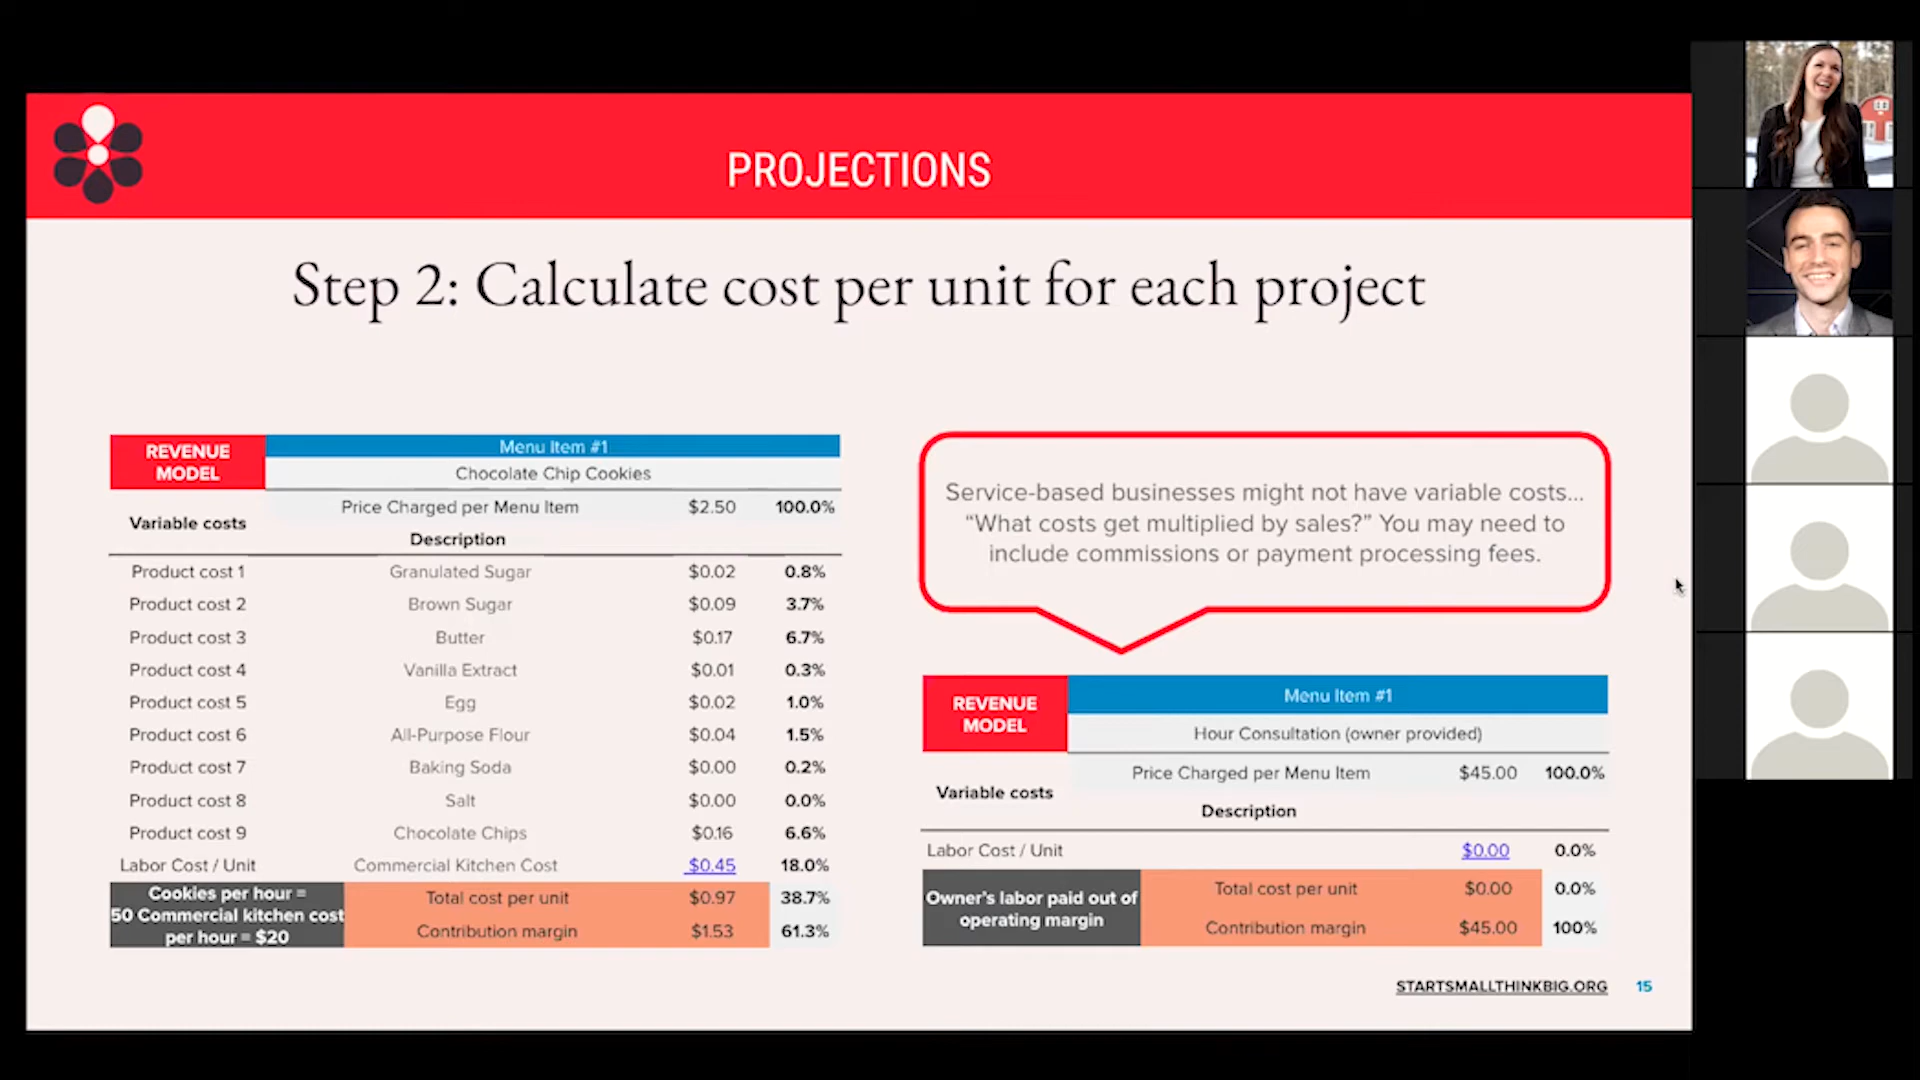 PROJECTIONS
Step 2: Calculate cost per unit for each project
REVENUE
MODEL
Menu Item #1
Chocolate Chip Cookies
Variable costs
Price Charged per Menu Item $2.50 100.0%
Description
Product cost 1 Granulated Sugar $0.02 0.8%
Product cost 2 Brown Sugar $0.09 3.7%
Product cost 3 Butter $0.17 6.7%
Product cost 4 Vanilla Extract $0.01 0.3%
Product cost 5 Egg $0.02 1.0%
Product cost 6 All-Purpose Flour $0.04 1.5%
Product cost 7 Baking Soda $0.00 0.2%
Product cost 8 Salt $0.00 0.0%
Product cost 9 Chocolate Chips $0.16 6.6%
Labor Cost / Unit Commercial Kitchen Cost $0.45 18.0%
Cookies per hour =
50 Commercial kitchen cost
per hour = $20
Total cost per unit $0.97 38.7%
Contribution margin $1.53 61.3%
Service-based businesses might not have variable costs...
“What costs get multiplied by sales?” You may need to
include commissions or payment processing fees.
REVENUE
MODEL
Menu Item #1
Hour Consultation (owner provided)
Variable costs
Price Charged per Menu Item $45.00 100.0%
Description
Labor Cost / Unit $0.00 0.0%
Owner's labor paid out of
operating margin
Total cost per unit $0.00 0.0%
Contribution margin $45.00 100%
STARTSMALLTHINKBIG.ORG 15